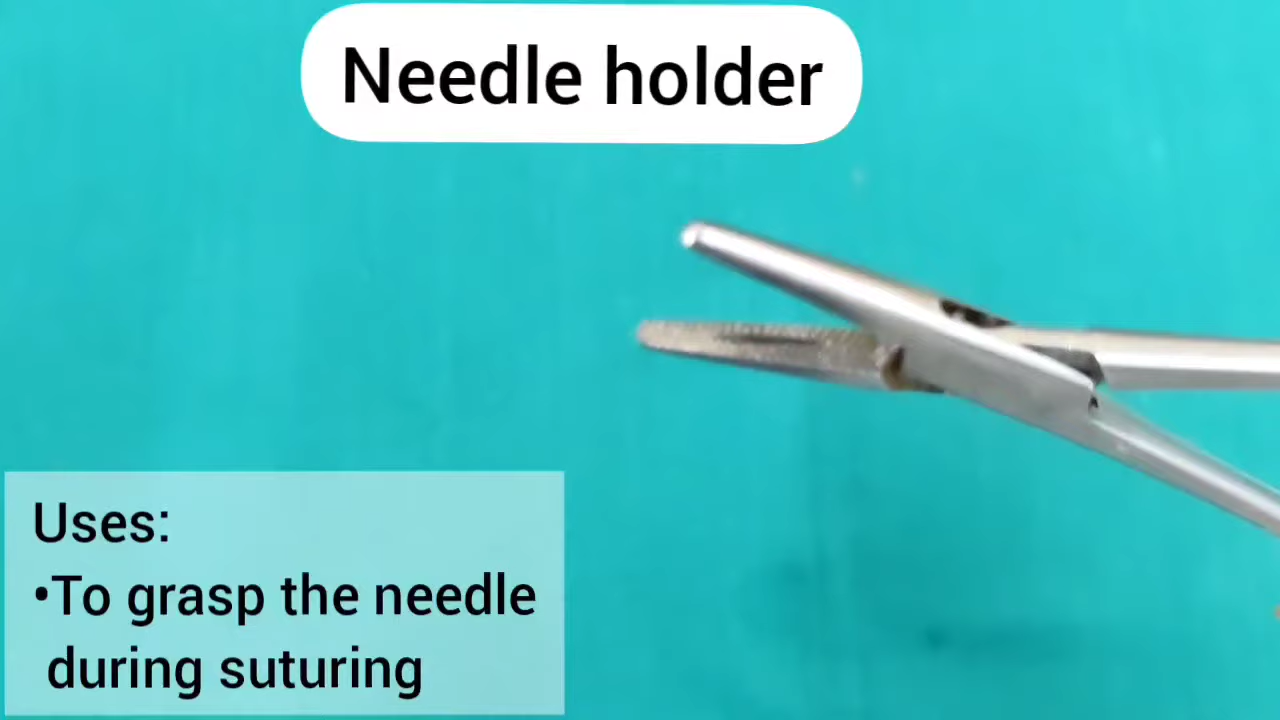 Needle holder
Uses:
•To grasp the needle
during suturing